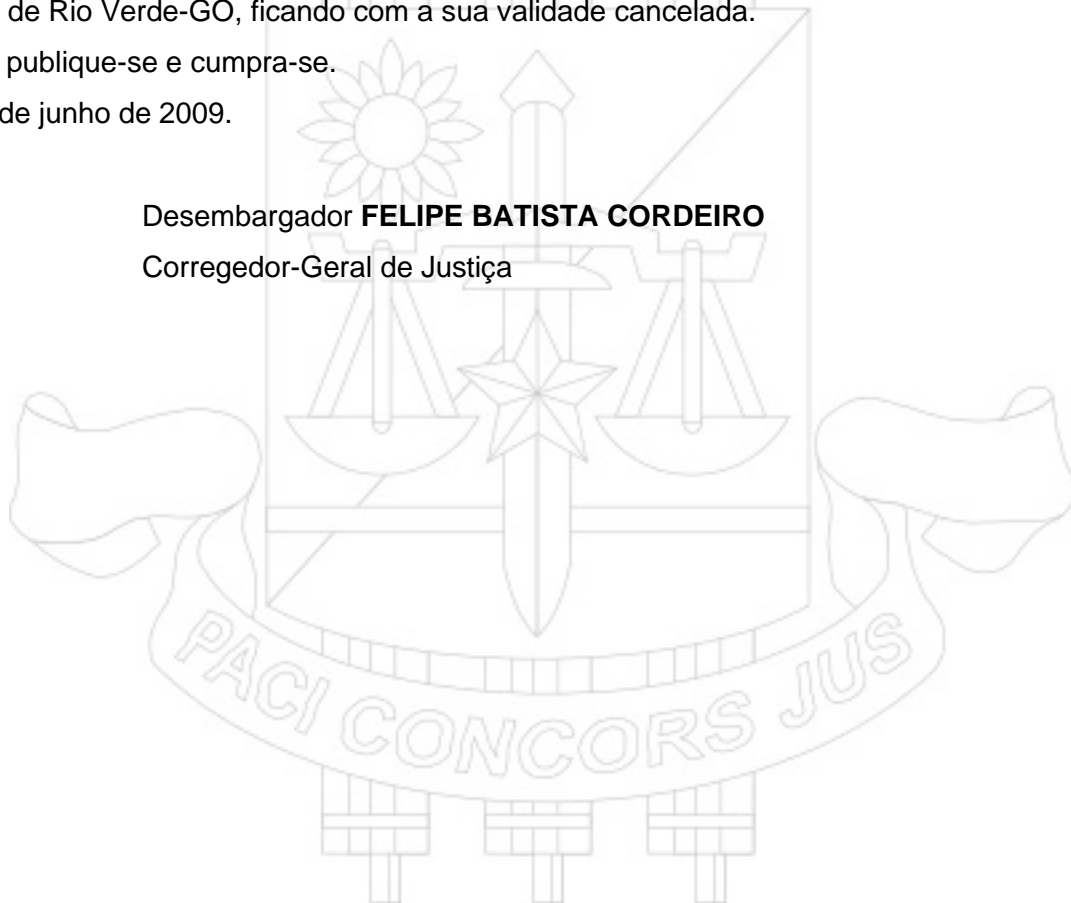 de Rio Verde-GO, ficando com a sua validade cancelada.
publique-se e cumpra-se.
de junho de 2009.
Desembargador FELIPE BATISTA CORDEIRO
Corregedor-Geral de Justiça
PACI CONCORS JUS